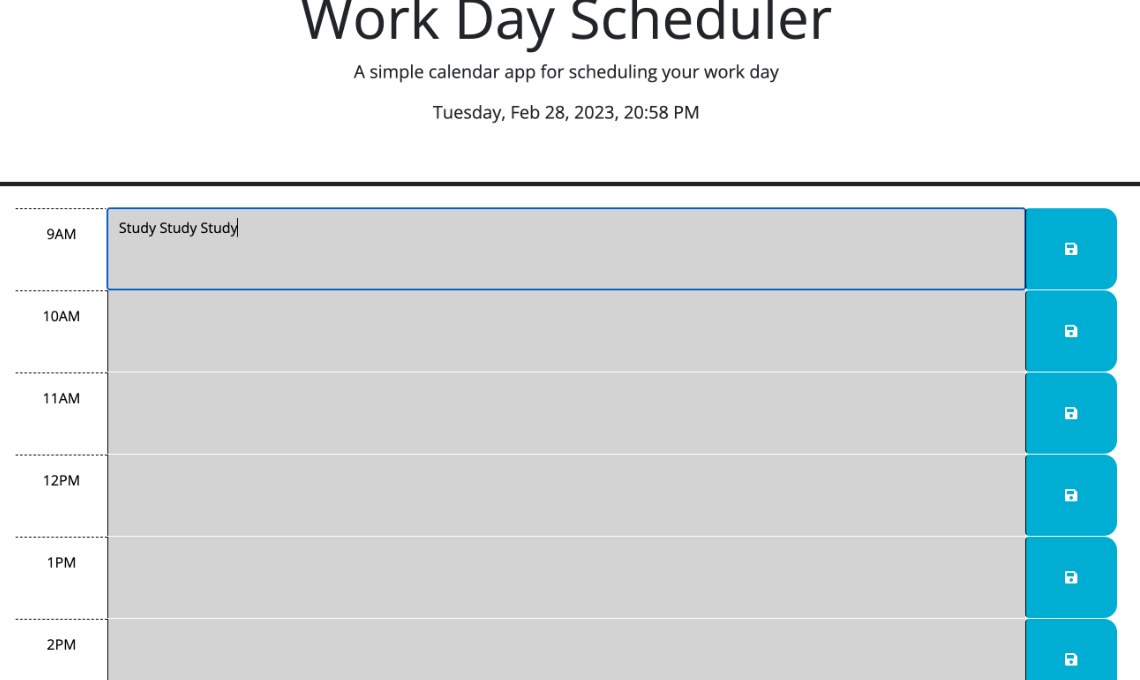 Work Day Scheduler
A simple calendar app for scheduling your work day
Tuesday, Feb 28, 2023, 20:58 PM
9AM
Study Study Study
10AM
11AM
12PM
1PM
2PM